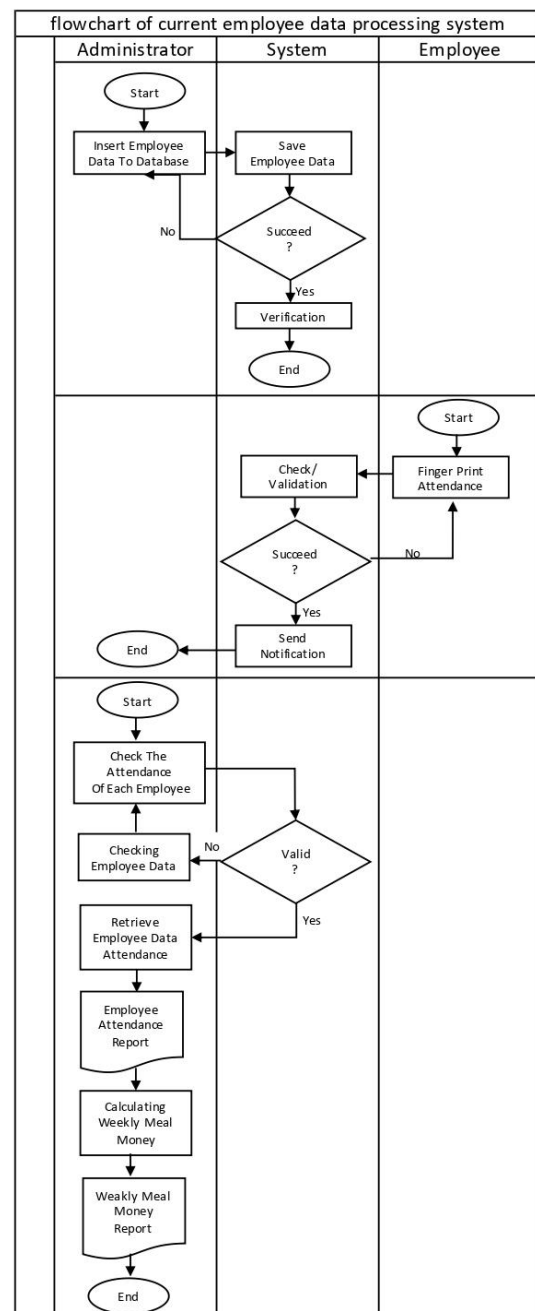 flowchart of current employee data processing system
Administrator
System
Employee
Start
Insert Employee
Data To Database
Save
Employee Data
No
Succeed
?
Yes
Verification
End
Start
Check/
Validation
Finger Print
Attendance
Succeed
?
No
Yes
Send
Notification
End
Start
Check The
Attendance
Of Each Employee
Checking
Employee Data
No
Valid
?
Yes
Retrieve
Employee Data
Attendance
Employee
Attendance
Report
Calculating
Weekly Meal
Money
Weakly Meal
Money
Report
End